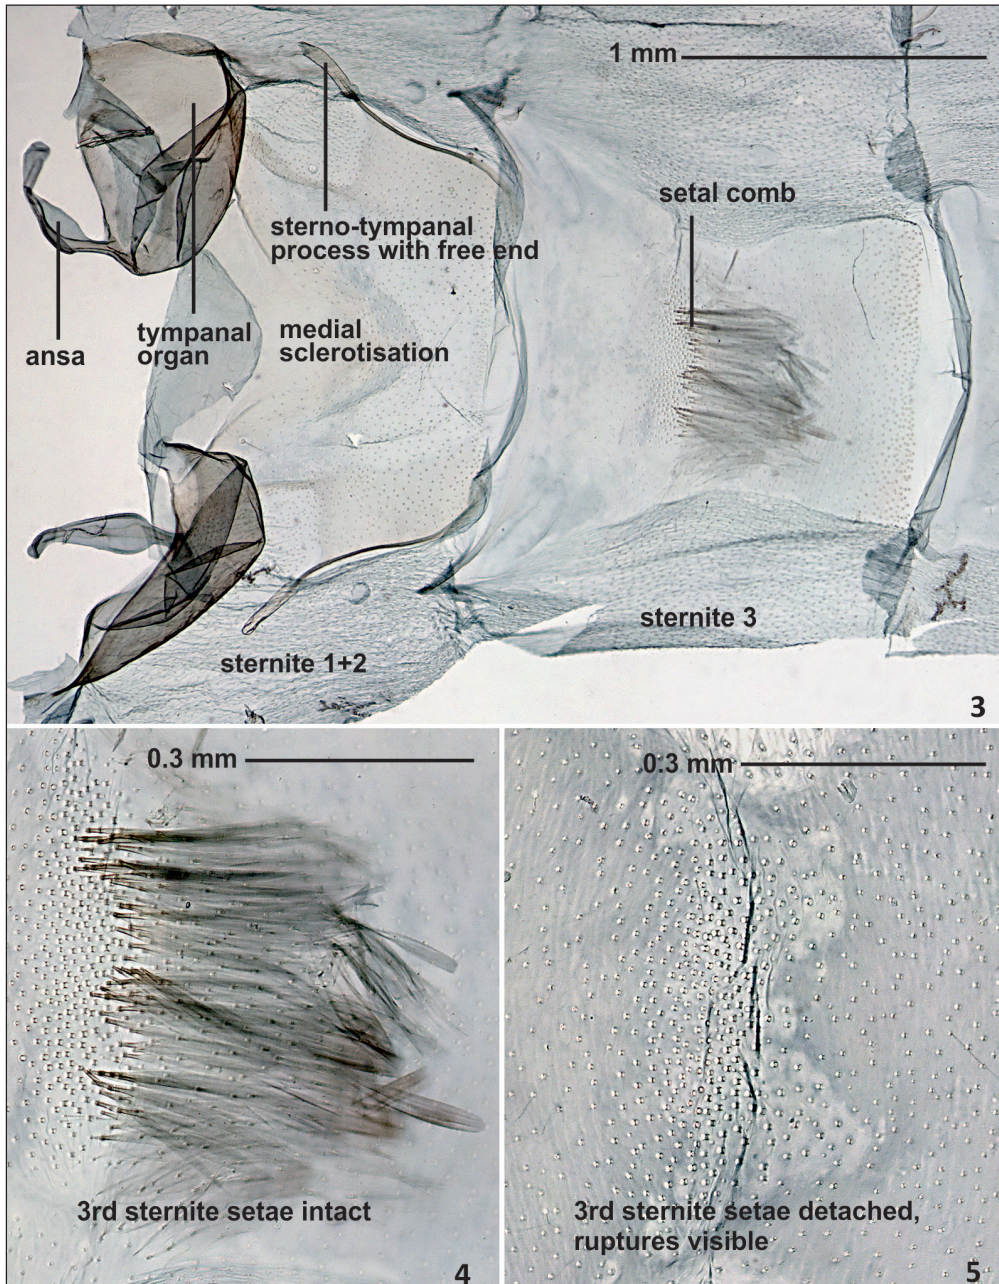 1 mm
setal comb
sterno-tympanal
process with free end
ansa
tympanal
organ
medial
sclerotisation
sternite 3
sternite 1+2
3
0.3 mm
3rd sternite setae intact
4
0.3 mm
3rd sternite setae detached,
ruptures visible
5